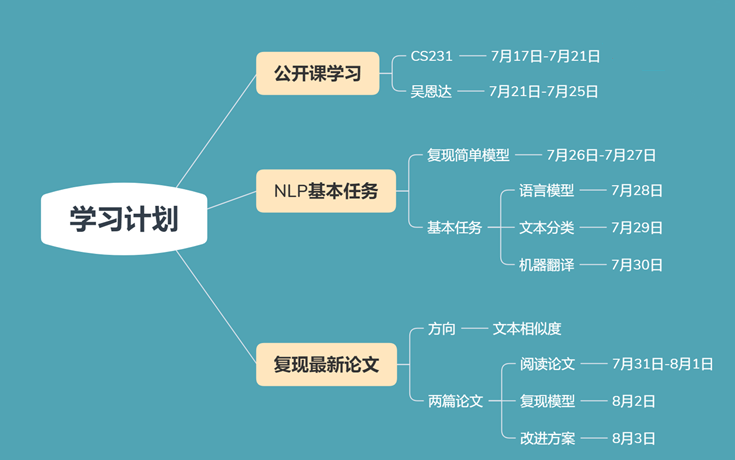 学习计划
公开课学习
CS231 7月17日-7月21日
吴恩达 7月21日-7月25日
NLP基本任务
复现简单模型 7月26日-7月27日
基本任务
语言模型 7月28日
文本分类 7月29日
机器翻译 7月30日
复现最新论文
方向 文本相似度
两篇论文
阅读论文 7月31日-8月1日
复现模型 8月2日
改进方案 8月3日